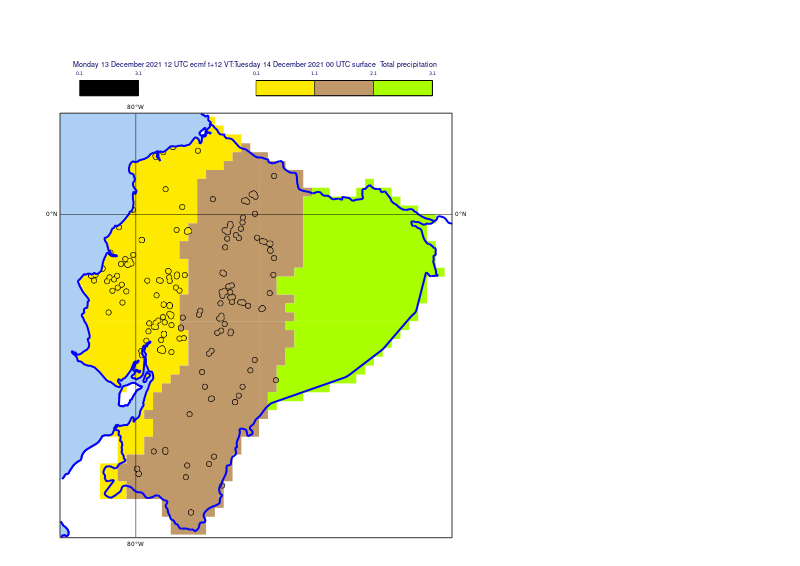 Monday 13 December 2021 12 UTC ecmf t+12 VT:Tuesday 14 December 2021 00 UTC surface Total precipitation
0.1 3.1 0.1 1.1 2.1 3.1
80°W
0°N 0°N
80°W